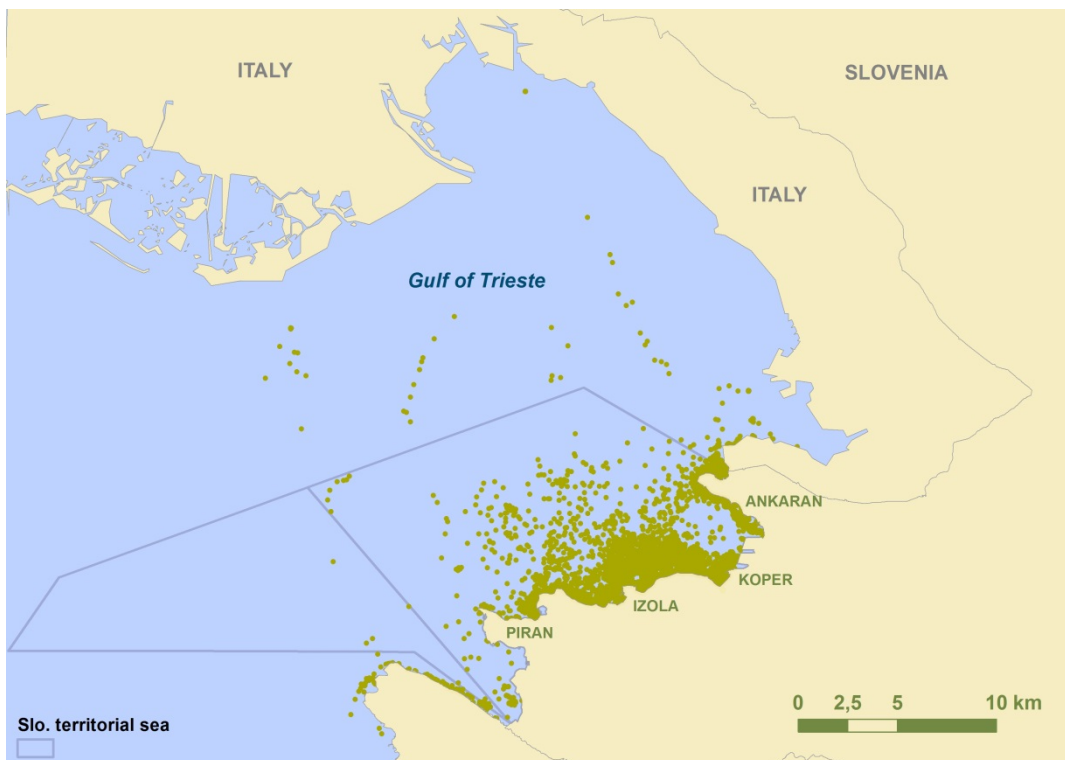 ITALY
SLOVENIA
ITALY
Gulf of Trieste
ANKARAN
KOPER
IZOLA
PIRAN
0 2,5 5 10 km
Slo. territorial sea